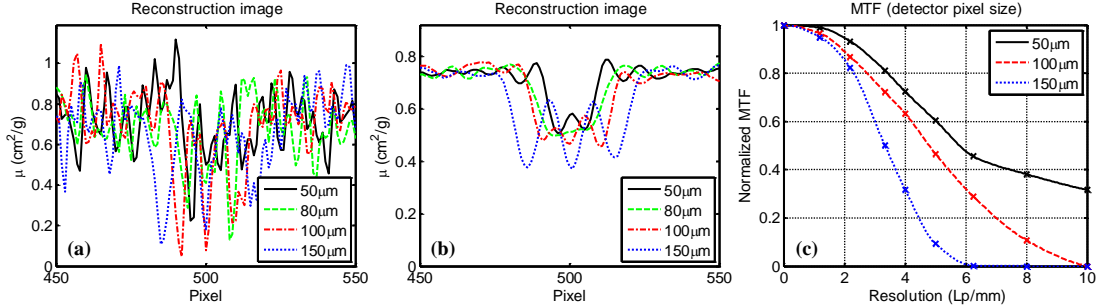 Reconstruction image
1
0.8
0.6
0.4
0.2
0
μ (cm²/g)
450
500
550
Pixel
50μm
80μm
100μm
150μm
(a)
Reconstruction image
0.8
0.6
0.4
0.2
0
μ (cm²/g)
450
500
550
Pixel
50μm
80μm
100μm
150μm
(b)
MTF (detector pixel size)
1
0.8
0.6
0.4
0.2
0
Normalized MTF
0
2
4
6
8
10
Resolution (Lp/mm)
50μm
100μm
150μm
(c)